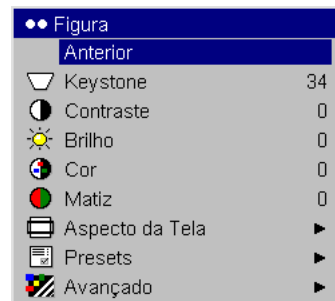 Figura
Anterior
Keystone 34
Contraste 0
Brilho 0
Cor 0
Matiz 0
Aspecto da Tela
Presets
Avançado